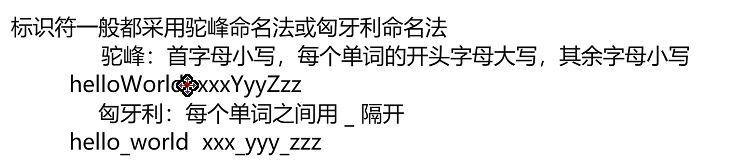 标识符一般都采用驼峰命名法或匈牙利命名法
驼峰：首字母小写，每个单词的开头字母大写，其余字母小写
helloWorld xxxYyyZzz
匈牙利：每个单词之间用 _ 隔开
hello_world xxx_yyy_zzz